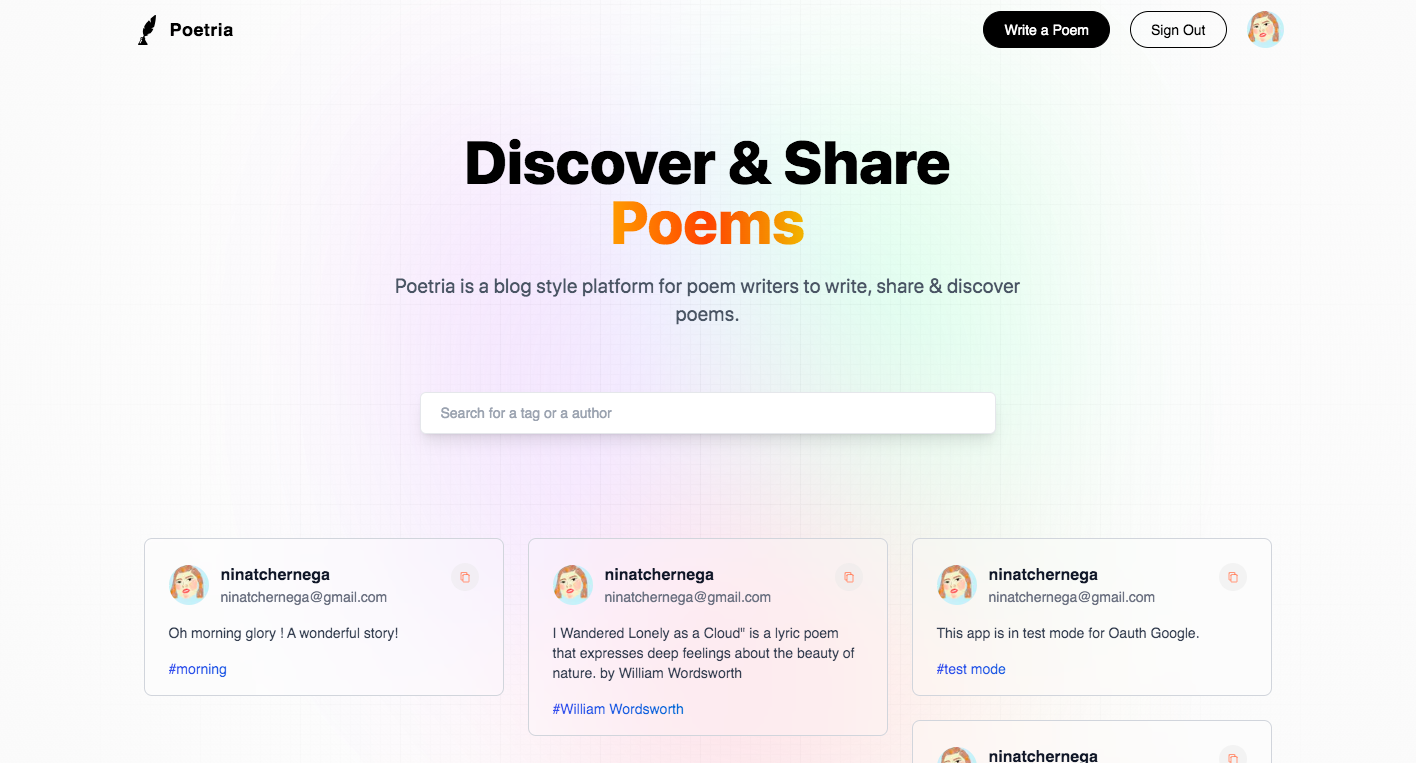 Poetria
Write a Poem
Sign Out
Discover & Share
Poems
Poetria is a blog style platform for poem writers to write, share & discover
poems.
Search for a tag or a author
ninatchernega
ninatchernega@gmail.com
Oh morning glory ! A wonderful story!
#morning
ninatchernega
ninatchernega@gmail.com
I Wandered Lonely as a Cloud" is a lyric poem
that expresses deep feelings about the beauty of
nature. by William Wordsworth
#William Wordsworth
ninatchernega
ninatchernega@gmail.com
This app is in test mode for Oauth Google.
#test mode
ninatchernega